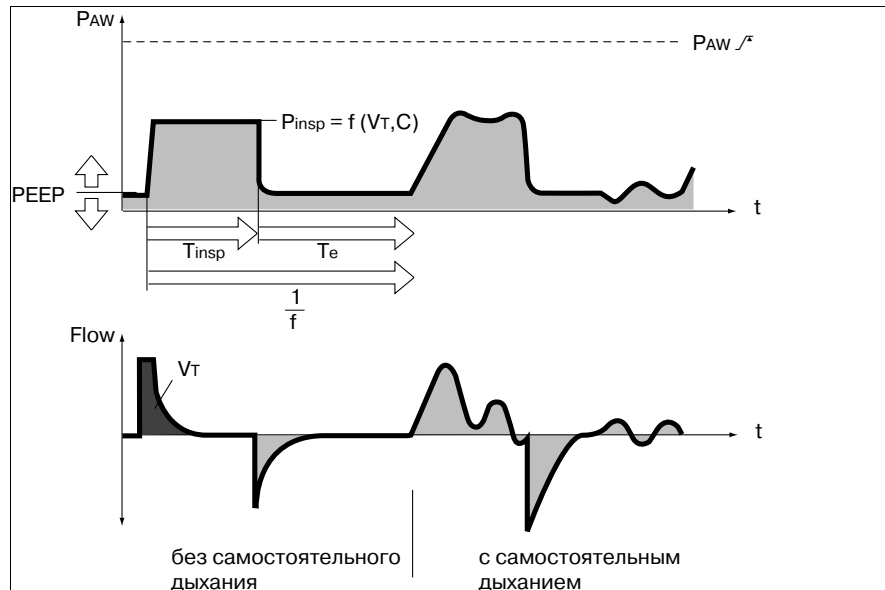 PAW
PAW
Pinsp = f (VT,C)
PEEP
t
Tinsp
Te
1
f
Flow
VT
t
без самостоятельного
дыхания
с самостоятельным
дыханием